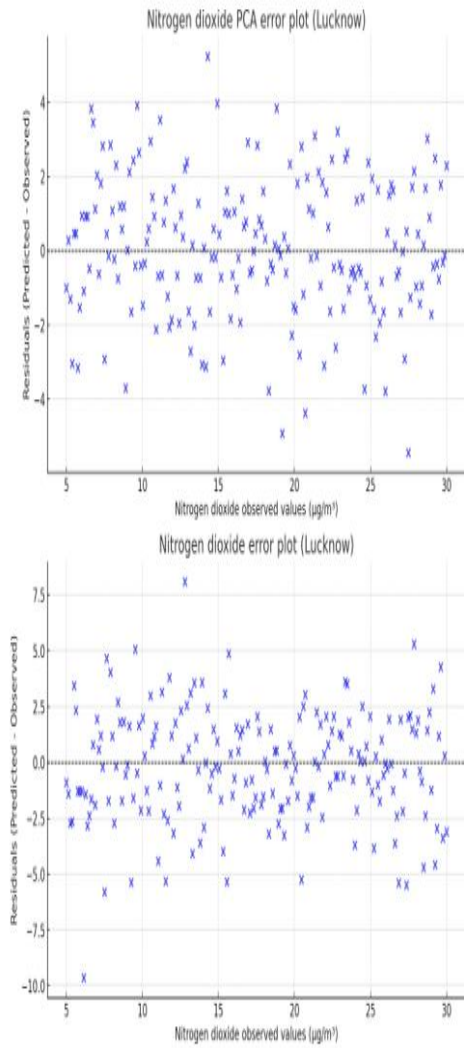 Nitrogen dioxide PCA error plot (Lucknow)
Residuals (Predicted - Observed)
4
2
0
−2
−4
5 10 15 20 25 30
Nitrogen dioxide observed values (µg/m³)
Nitrogen dioxide error plot (Lucknow)
Residuals (Predicted - Observed)
7.5
5.0
2.5
0.0
−2.5
−5.0
−7.5
−10.0
5 10 15 20 25 30
Nitrogen dioxide observed values (µg/m³)